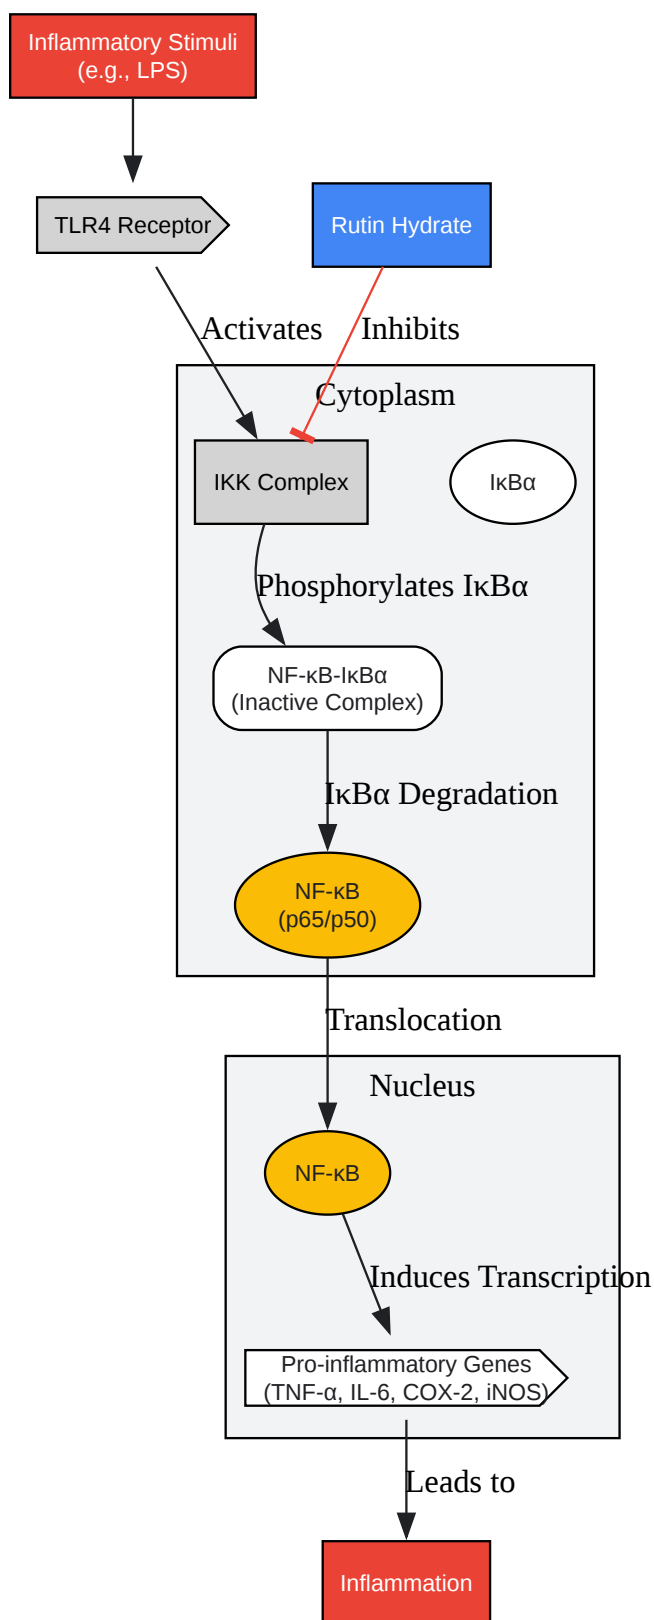 Inflammatory Stimuli
(e.g., LPS)
TLR4 Receptor
Rutin Hydrate
Activates
Inhibits
Cytoplasm
IKK Complex
IκBα
Phosphorylates IκBα
NF-κB-IκBα
(Inactive Complex)
IκBα Degradation
NF-κB
(p65/p50)
Translocation
Nucleus
NF-κB
Induces Transcription
Pro-inflammatory Genes
(TNF-α, IL-6, COX-2, iNOS)
Leads to
Inflammation